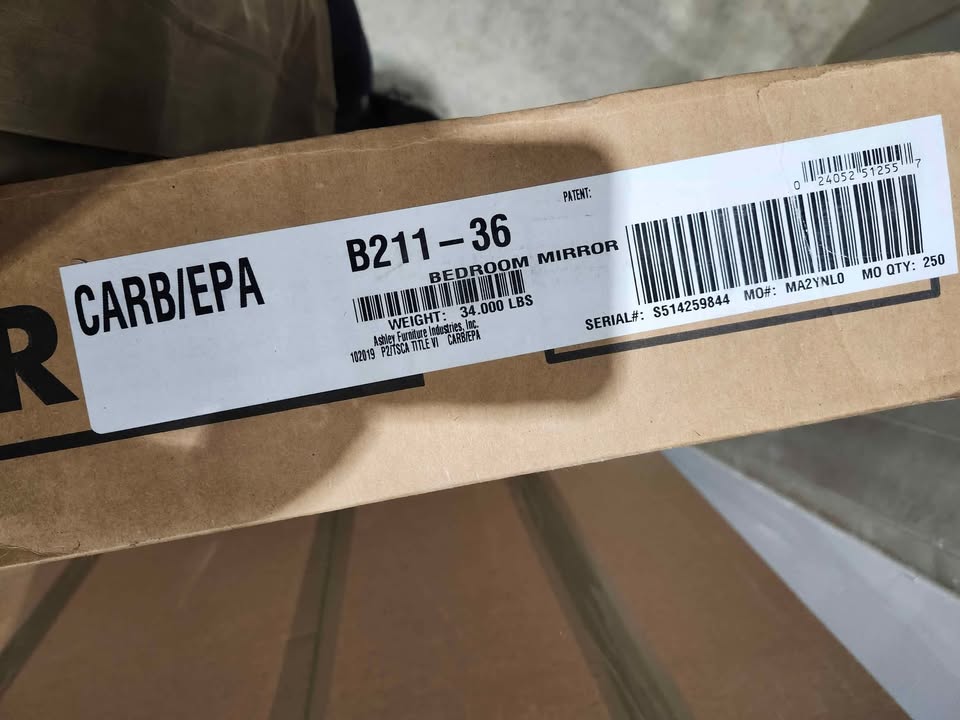 R
CARB/EPA
PATENT:
B211-36
BEDROOM MIRROR
WEIGHT: 34.000 LBS
Ashley Furniture Industries, Inc.
102019 P2/TSCA TITLE VI CARB/EPA
0 24052 51255 7
SERIAL#: S514259844 MO#: MA2YNL0 MO QTY: 250